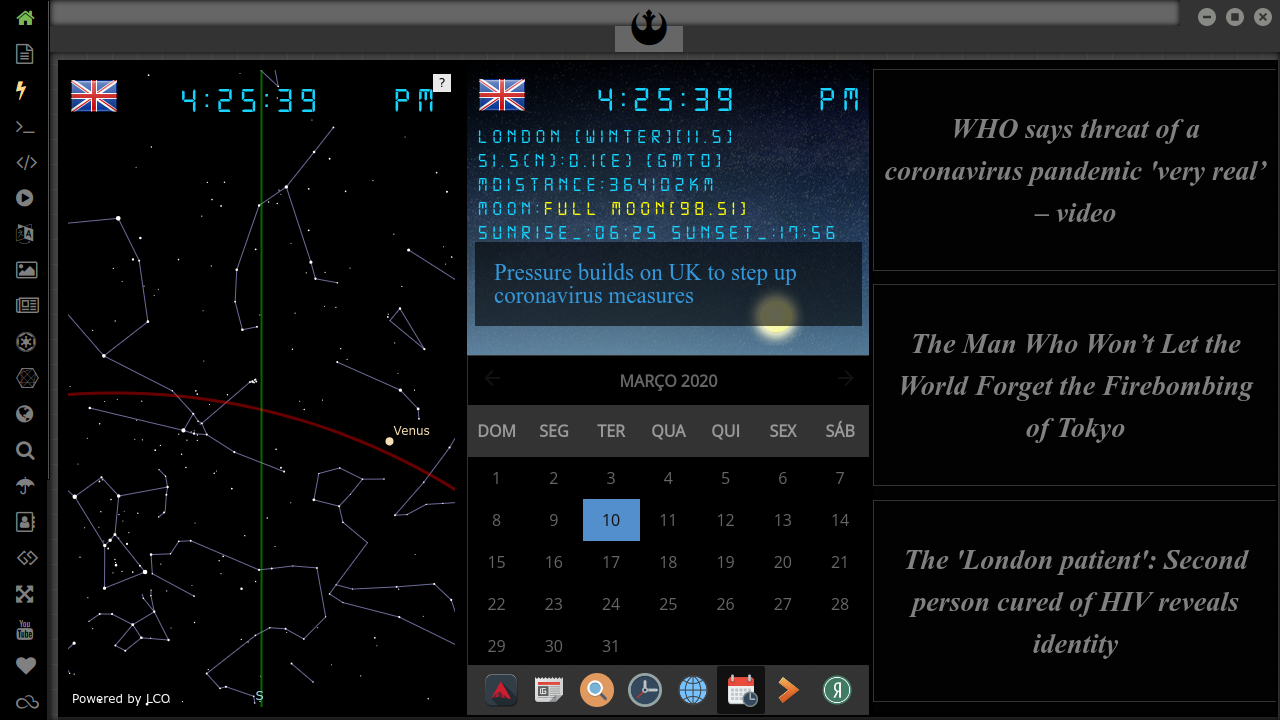 4:25:39 PM
?
Venus
S
Powered by LCO
4:25:39 PM
LONDON [WINTER][11.5]
51.5(N):0.1(E) [GMT0]
MDISTANCE:364102KM
MOON:FULL MOON[98.51]
SUNRISE_:06:25 SUNSET_:17:56
Pressure builds on UK to step up
coronavirus measures
MARÇO 2020
DOM SEG TER QUA QUI SEX SÁB
1 2 3 4 5 6 7
8 9 10 11 12 13 14
15 16 17 18 19 20 21
22 23 24 25 26 27 28
29 30 31
Я
WHO says threat of a
coronavirus pandemic 'very real’
– video
The Man Who Won’t Let the
World Forget the Firebombing
of Tokyo
The 'London patient': Second
person cured of HIV reveals
identity
You
Tube